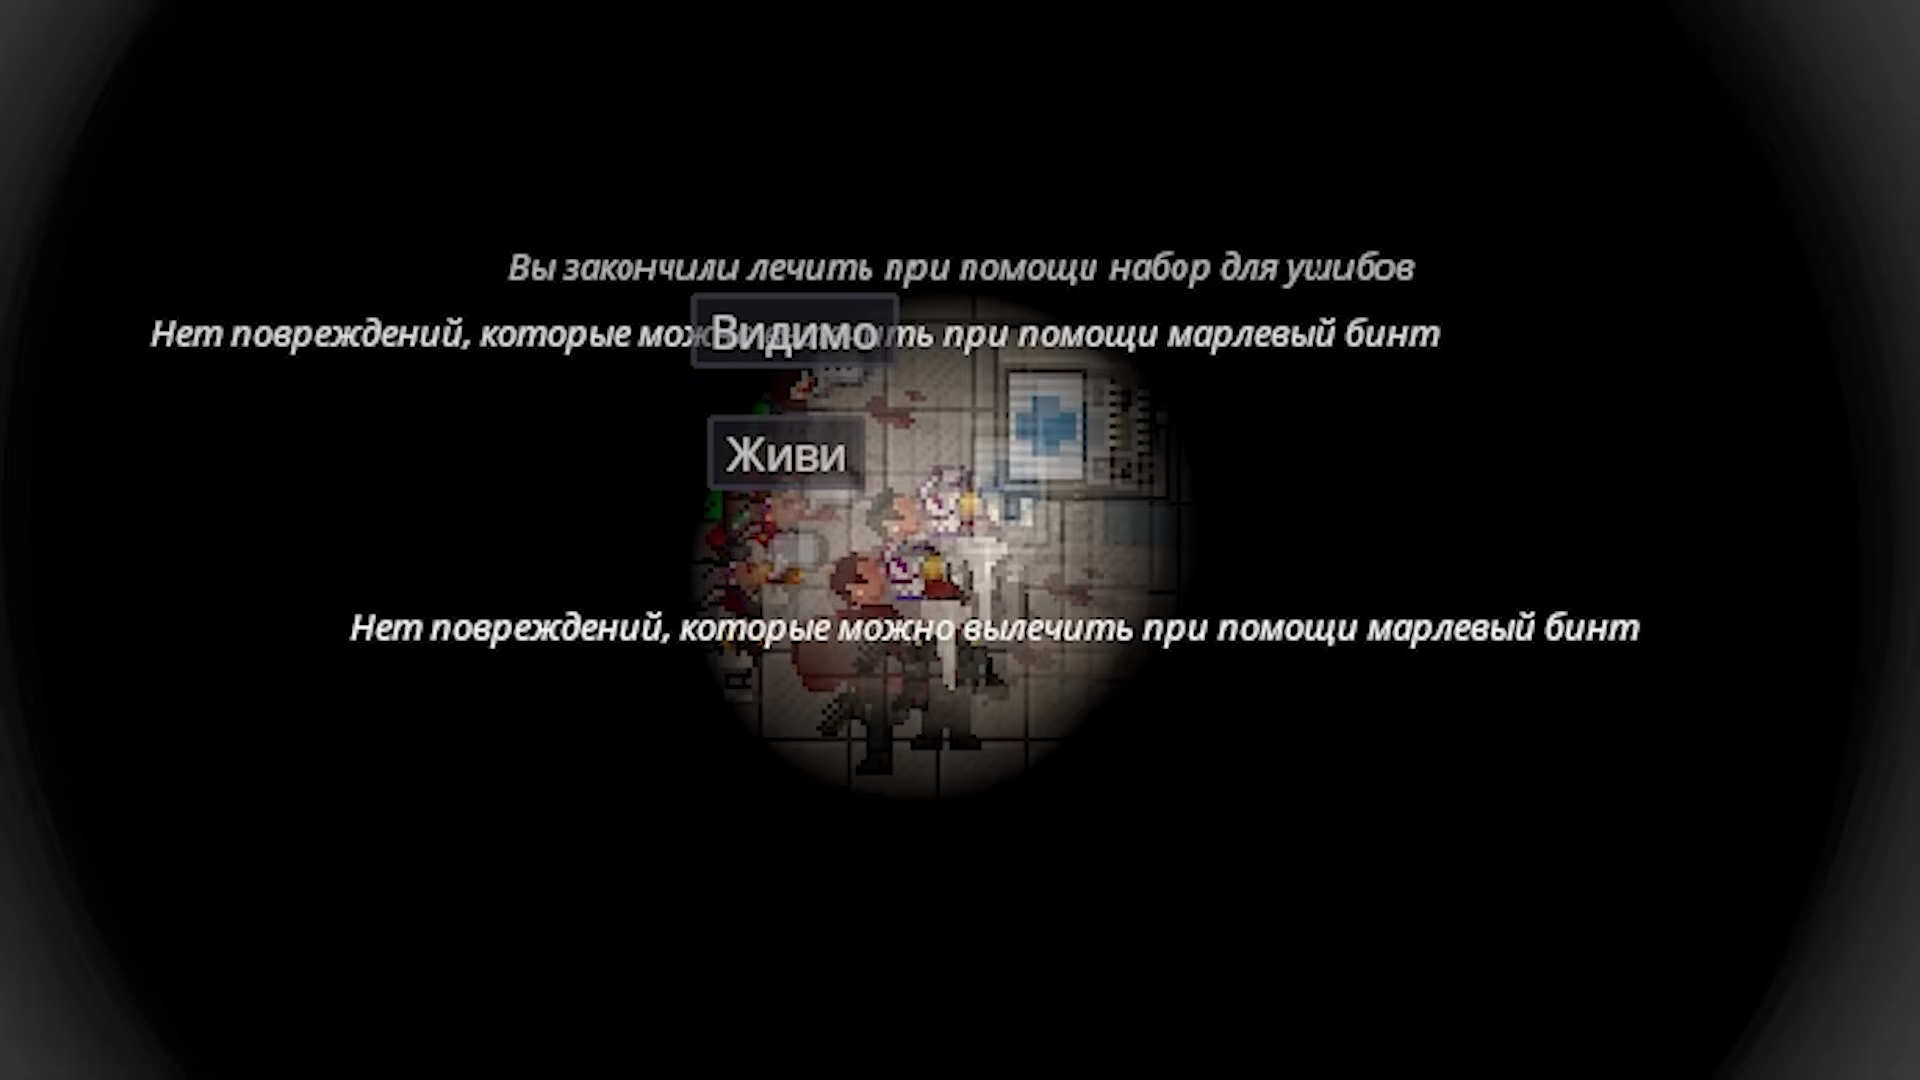 Вы закончили лечить при помощи набор для ушибов
Нет повреждений, которые мож
Видимо
ть при помощи марлевый бинт
Живи
Нет повреждений, которые можно вылечить при помощи марлевый бинт